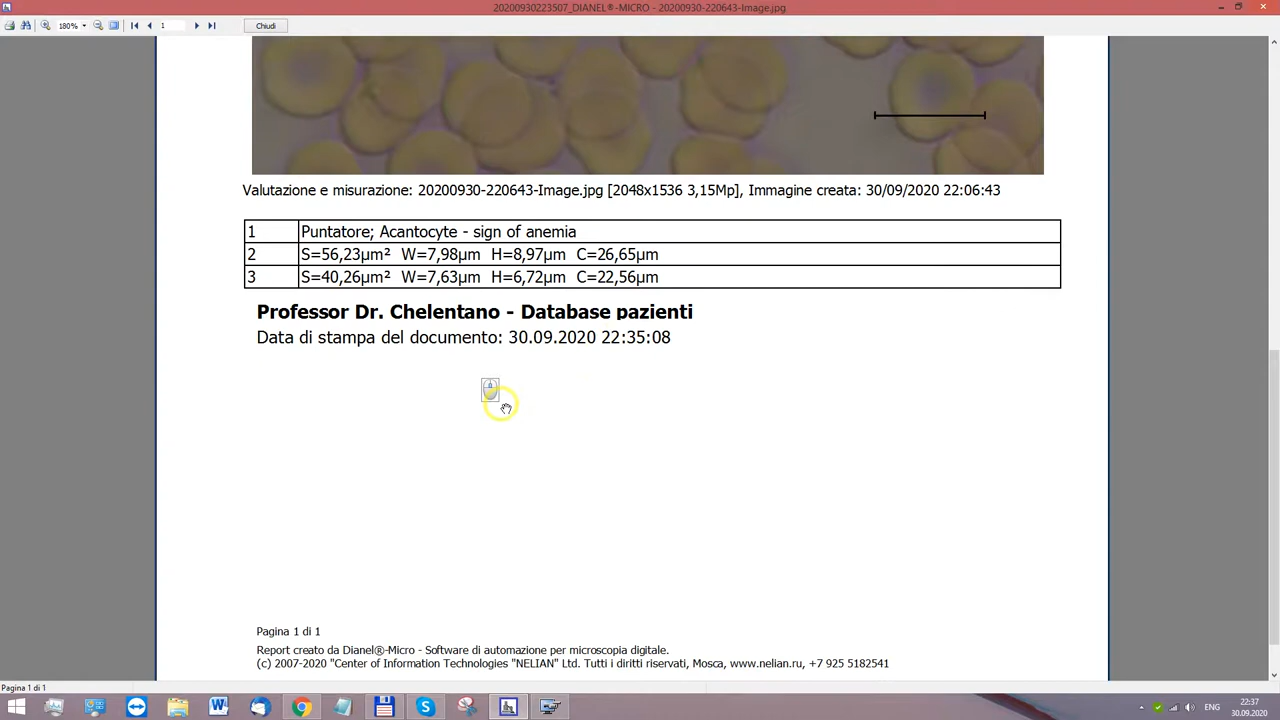 20200930223507_DIANEL®-MICRO - 20200930-220643-Image.jpg
180% 1 Chiudi
Valutazione e misurazione: 20200930-220643-Image.jpg [2048x1536 3,15Mp], Immagine creata: 30/09/2020 22:06:43
1 Puntatore; Acantocyte - sign of anemia
2 S=56,23µm² W=7,98µm H=8,97µm C=26,65µm
3 S=40,26µm² W=7,63µm H=6,72µm C=22,56µm
Professor Dr. Chelentano - Database pazienti
Data di stampa del documento: 30.09.2020 22:35:08
Pagina 1 di 1
Report creato da Dianel®-Micro - Software di automazione per microscopia digitale.
(c) 2007-2020 "Center of Information Technologies "NELIAN" Ltd. Tutti i diritti riservati, Mosca, www.nelian.ru, +7 925 5182541
Pagina 1 di 1
ENG
22:37
30.09.2020